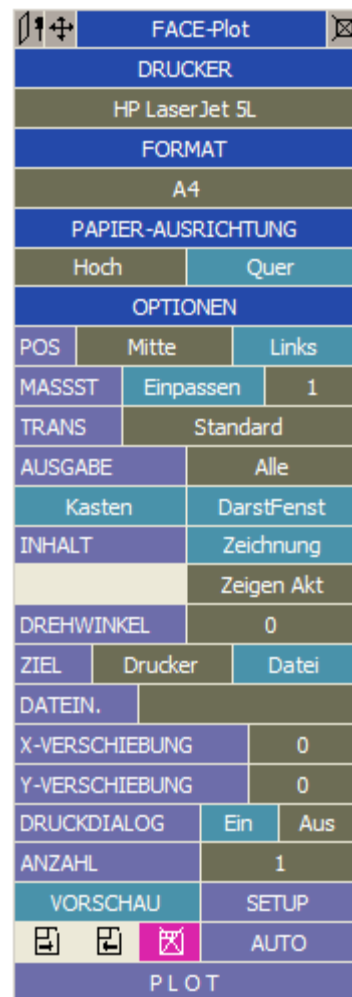 FACE-Plot
DRUCKER
HP LaserJet 5L
FORMAT
A4
PAPIER-AUSRICHTUNG
Hoch Quer
OPTIONEN
POS Mitte Links
MASSST Einpassen 1
TRANS Standard
AUSGABE Alle
Kasten DarstFenst
INHALT Zeichnung
Zeigen Akt
DREHWINKEL 0
ZIEL Drucker Datei
DATEIN.
X-VERSCHIEBUNG 0
Y-VERSCHIEBUNG 0
DRUCKDIALOG Ein Aus
ANZAHL 1
VORSCHAU SETUP
AUTO
PLOT